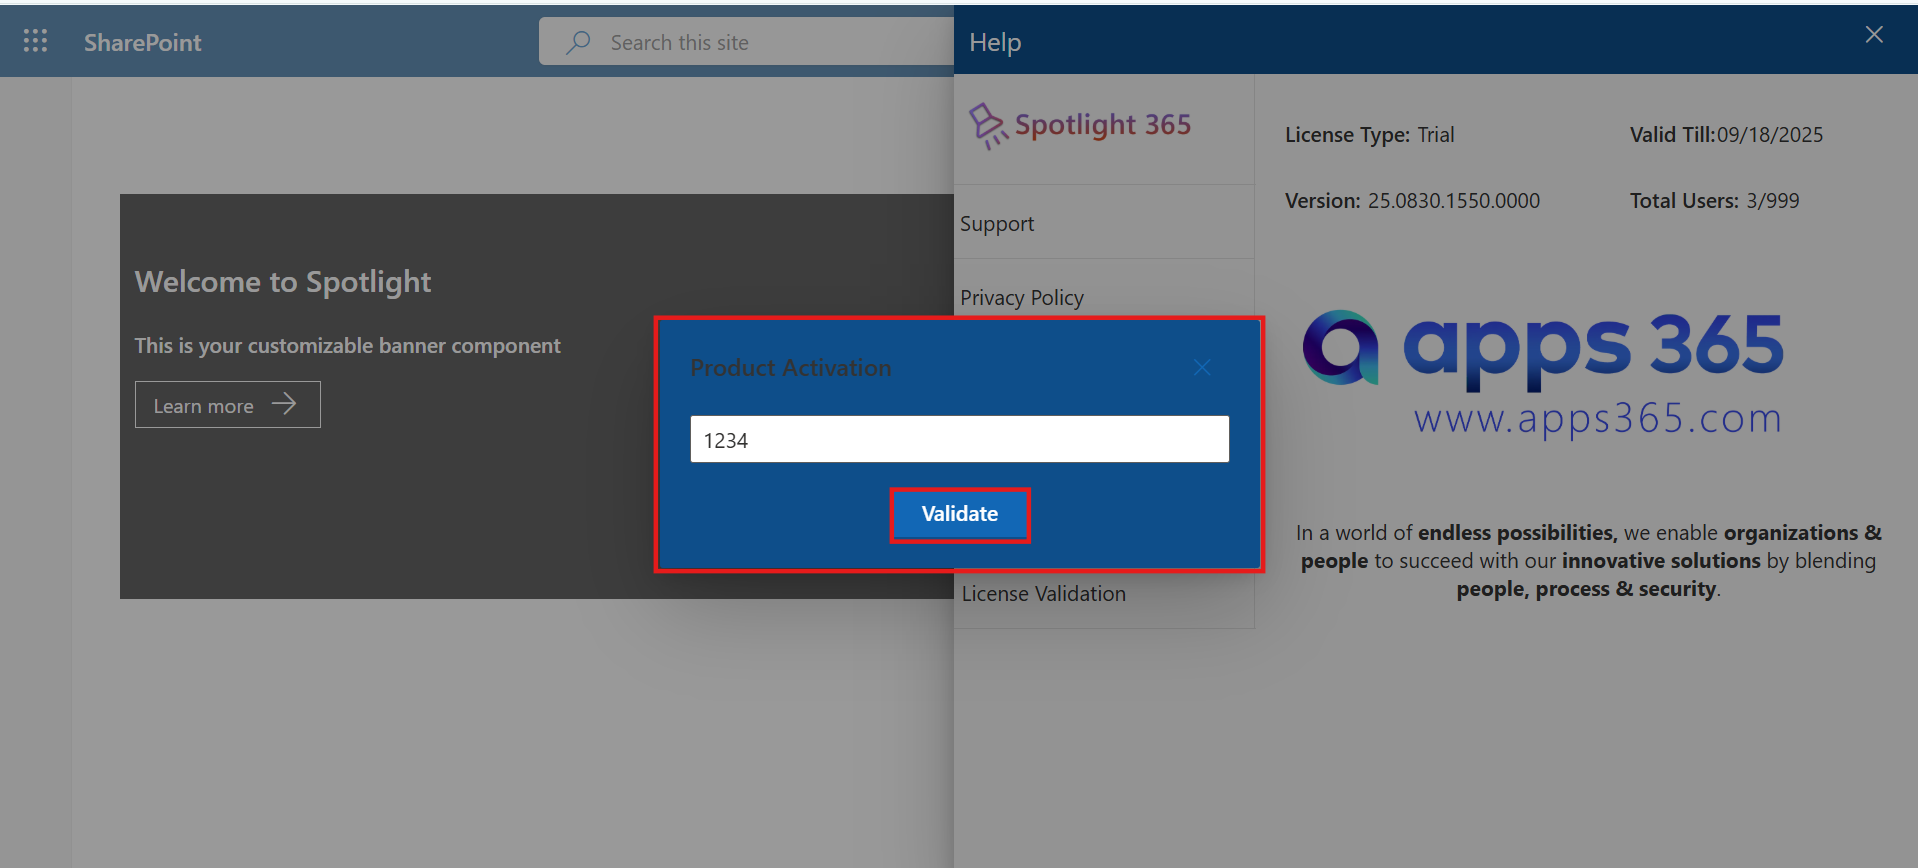 SharePoint
Search this site
Help
Spotlight 365
License Type: Trial
Valid Till:09/18/2025
Version: 25.0830.1550.0000
Total Users: 3/999
Support
Privacy Policy
Welcome to Spotlight
This is your customizable banner component
Learn more
Product Activation
1234
Validate
License Validation
apps 365
www.apps365.com
In a world of endless possibilities, we enable organizations &
people to succeed with our innovative solutions by blending
people, process & security.